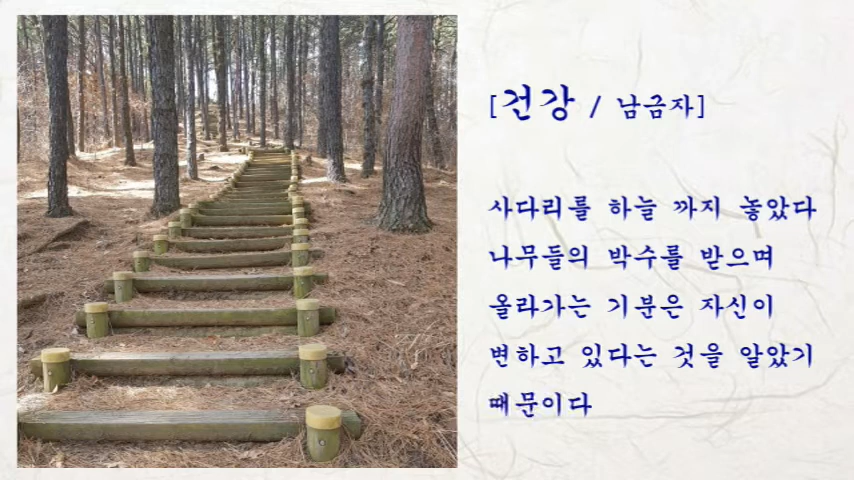 [건강 / 남금자]
사다리를 하늘 까지 놓았다
나무들의 박수를 받으며
올라가는 기분은 자신이
변하고 있다는 것을 알았기
때문이다